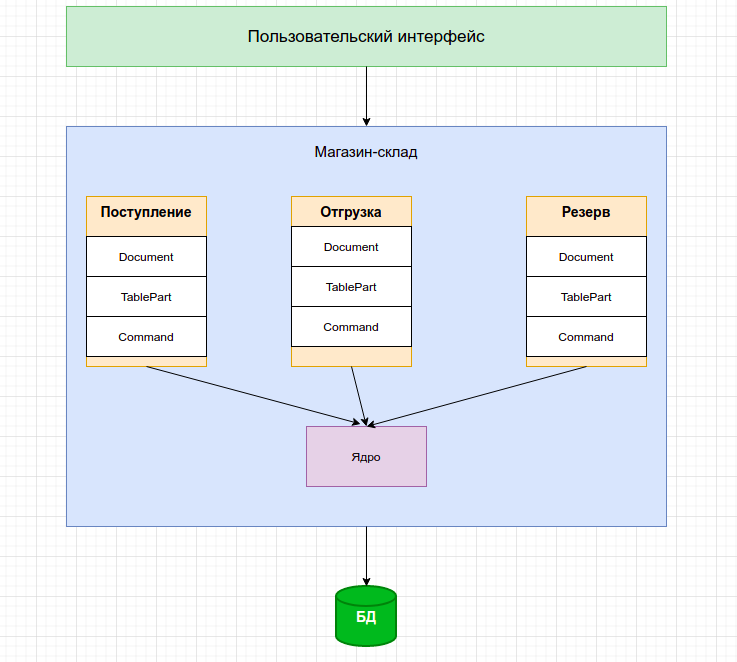 Пользовательский интерфейс
Магазин-склад
Поступление
Document
TablePart
Command
Отгрузка
Document
TablePart
Command
Резерв
Document
TablePart
Command
Ядро
БД